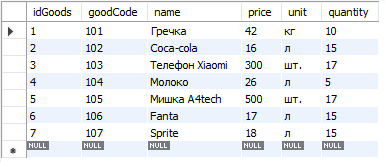 idGoods goodCode name price unit quantity
1 101 Гречка 42 кг 10
2 102 Coca-cola 16 л 15
3 103 Телефон Xiaomi 300 шт. 17
4 104 Молоко 26 л 5
5 105 Мишка A4tech 500 шт. 17
6 106 Fanta 17 л 15
7 107 Sprite 18 л 15
NULL NULL NULL NULL NULL NULL